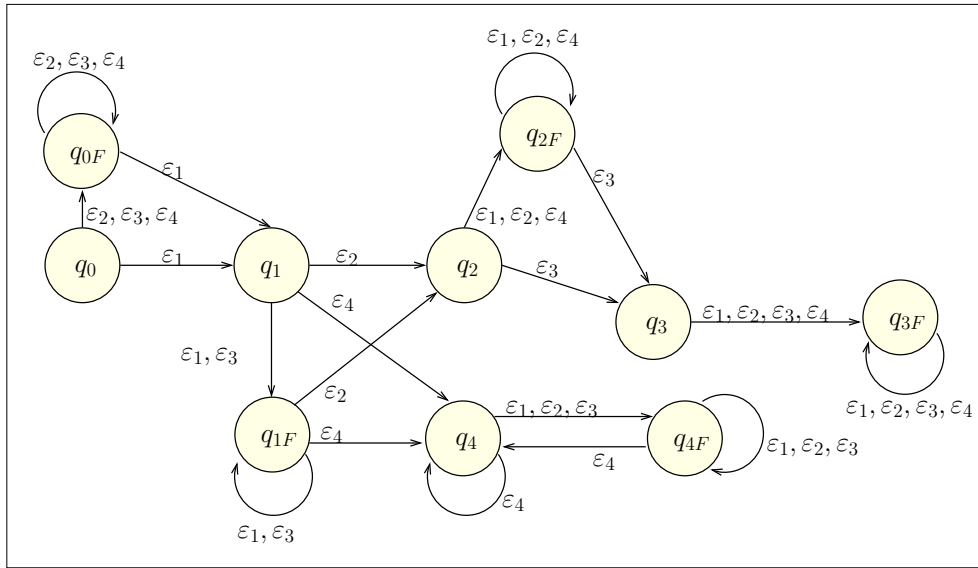 ε₁, ε₂, ε₄
ε₂, ε₃, ε₄
q₂F
q₀F
ε₁
ε₃
ε₂, ε₃, ε₄
ε₁, ε₂, ε₄
q₀
ε₁
q₁
ε₂
q₂
ε₃
ε₄
q₃
ε₁, ε₂, ε₃, ε₄
q₃F
ε₁, ε₃
ε₂
ε₁, ε₂, ε₃, ε₄
q₁F
ε₄
q₄
ε₁, ε₂, ε₃
q₄F
ε₁, ε₂, ε₃
ε₄
ε₄
ε₁, ε₃